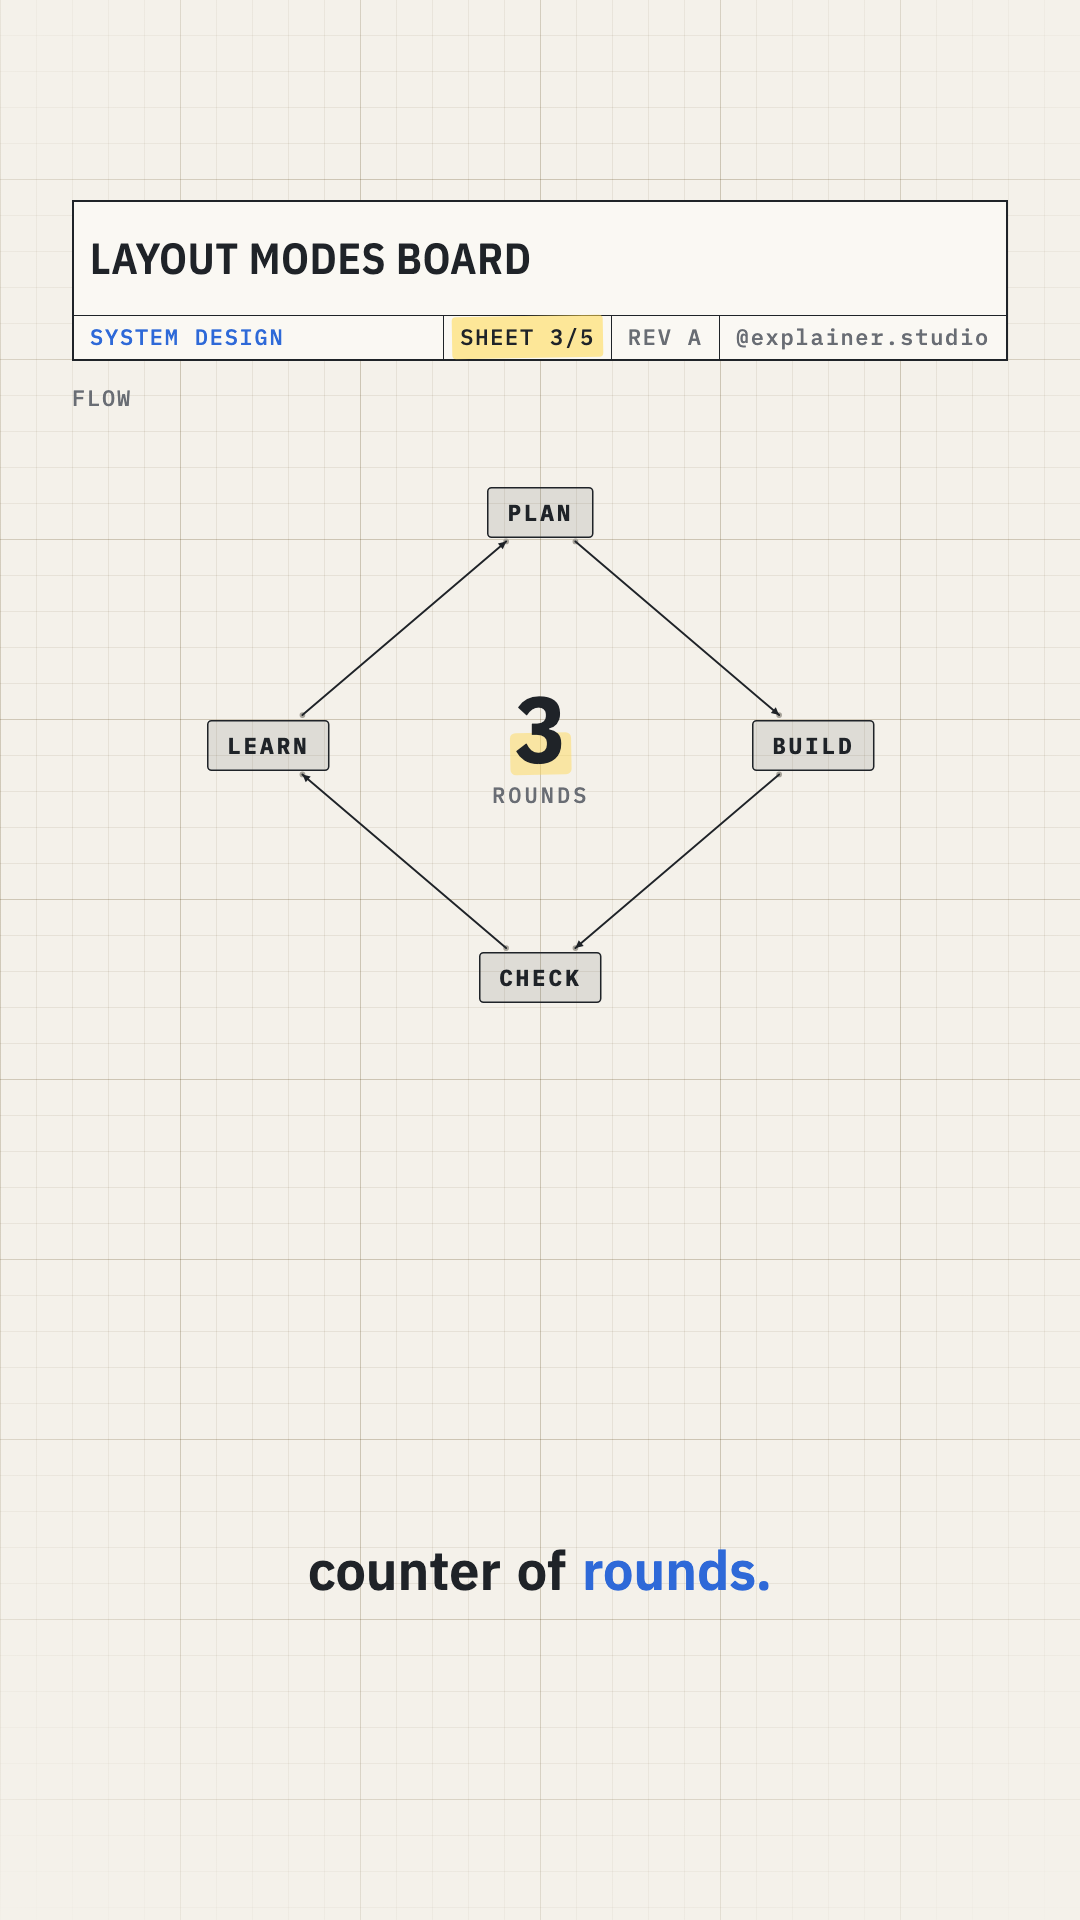 LAYOUT MODES BOARD
SYSTEM DESIGN SHEET 3/5 REV A @explainer.studio
FLOW
PLAN
LEARN
3
ROUNDS
BUILD
CHECK
counter of rounds.